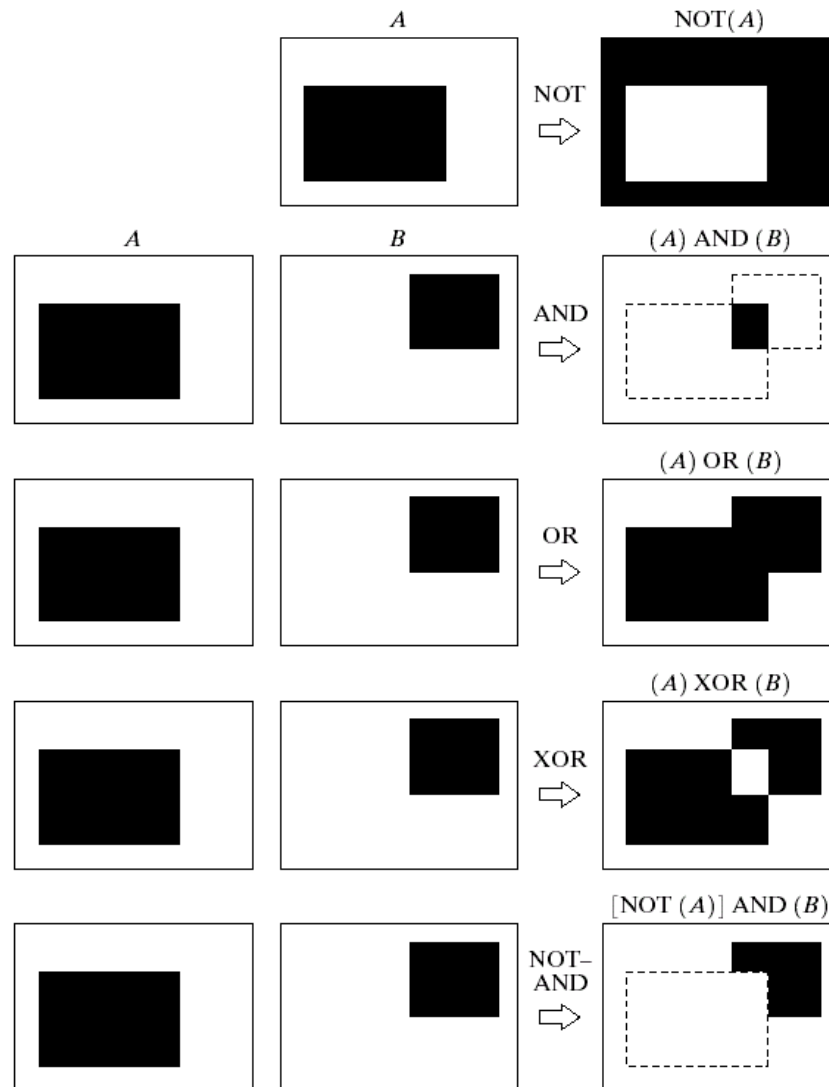 A NOT(A)
NOT
A B (A) AND (B)
AND
(A) OR (B)
OR
(A) XOR (B)
XOR
[NOT (A)] AND (B)
NOT–
AND